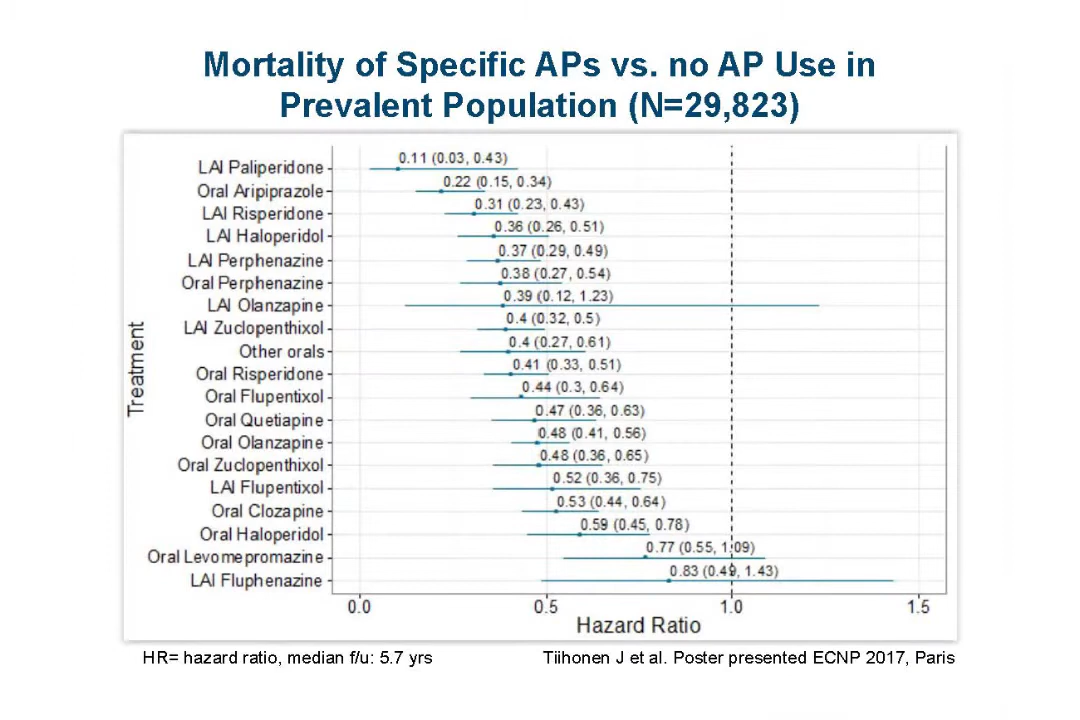 Mortality of Specific APs vs. no AP Use in
Prevalent Population (N=29,823)
Treatment
LAI Paliperidone 0.11 (0.03, 0.43)
Oral Aripiprazole 0.22 (0.15, 0.34)
LAI Risperidone 0.31 (0.23, 0.43)
LAI Haloperidol 0.36 (0.26, 0.51)
LAI Perphenazine 0.37 (0.29, 0.49)
Oral Perphenazine 0.38 (0.27, 0.54)
LAI Olanzapine 0.39 (0.12, 1.23)
LAI Zuclopenthixol 0.4 (0.32, 0.5)
Other orals 0.4 (0.27, 0.61)
Oral Risperidone 0.41 (0.33, 0.51)
Oral Flupentixol 0.44 (0.3, 0.64)
Oral Quetiapine 0.47 (0.36, 0.63)
Oral Olanzapine 0.48 (0.41, 0.56)
Oral Zuclopenthixol 0.48 (0.36, 0.65)
LAI Flupentixol 0.52 (0.36, 0.75)
Oral Clozapine 0.53 (0.44, 0.64)
Oral Haloperidol 0.59 (0.45, 0.78)
Oral Levomepromazine 0.77 (0.55, 1.09)
LAI Fluphenazine 0.83 (0.49, 1.43)
0.0 0.5 1.0 1.5
Hazard Ratio
HR= hazard ratio, median f/u: 5.7 yrs
Tiihonen J et al. Poster presented ECNP 2017, Paris